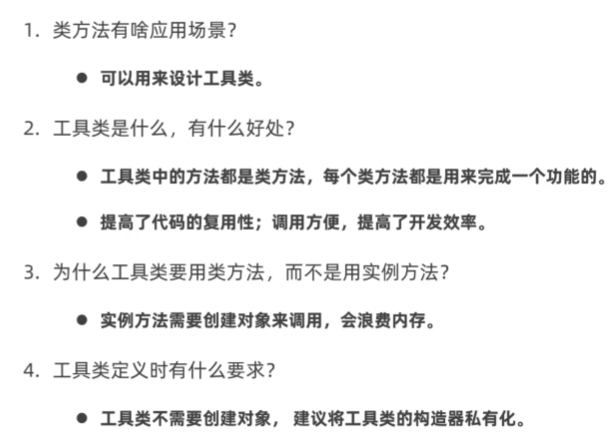 1. 类方法有啥应用场景？
● 可以用来设计工具类。
2. 工具类是什么，有什么好处？
● 工具类中的方法都是类方法，每个类方法都是用来完成一个功能的。
● 提高了代码的复用性；调用方便，提高了开发效率。
3. 为什么工具类要用类方法，而不是用实例方法？
● 实例方法需要创建对象来调用，会浪费内存。
4. 工具类定义时有什么要求？
● 工具类不需要创建对象， 建议将工具类的构造器私有化。